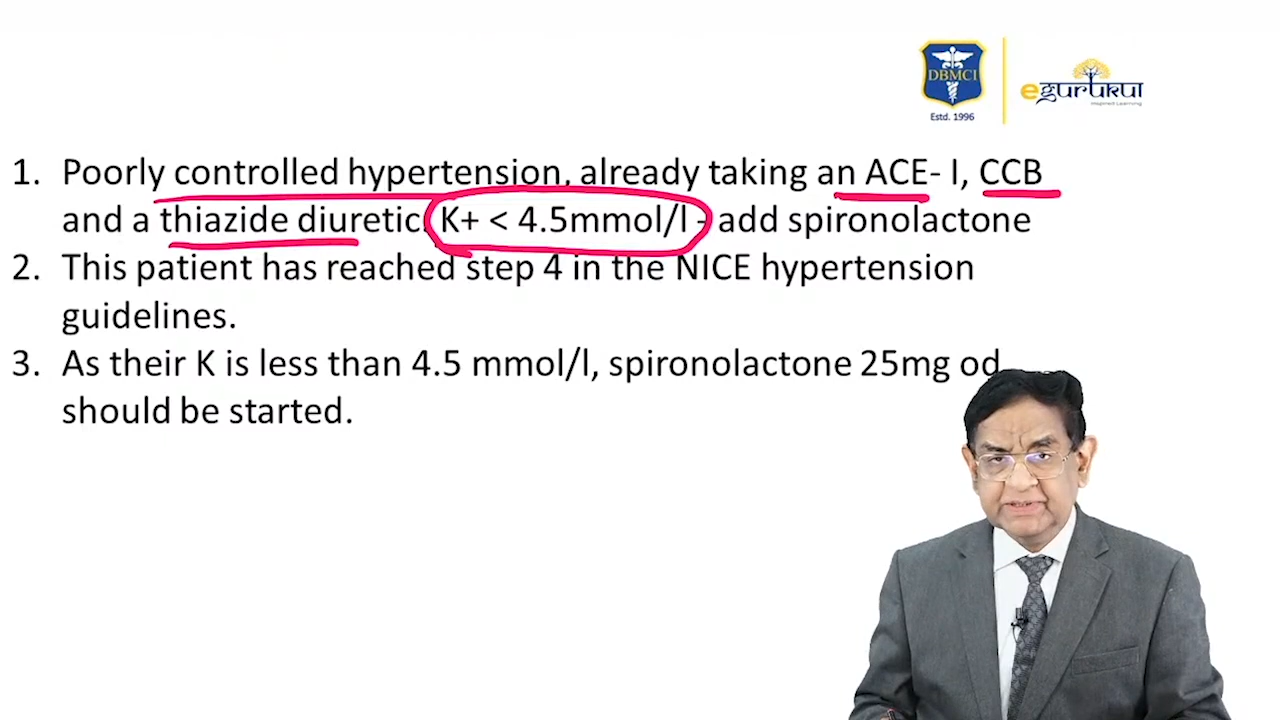 DBMCI
Estd. 1996
egurukul
Inspired Learning
1. Poorly controlled hypertension, already taking an ACE- I, CCB
and a thiazide diuretic. K+ < 4.5mmol/l - add spironolactone
2. This patient has reached step 4 in the NICE hypertension
guidelines.
3. As their K is less than 4.5 mmol/l, spironolactone 25mg od
should be started.